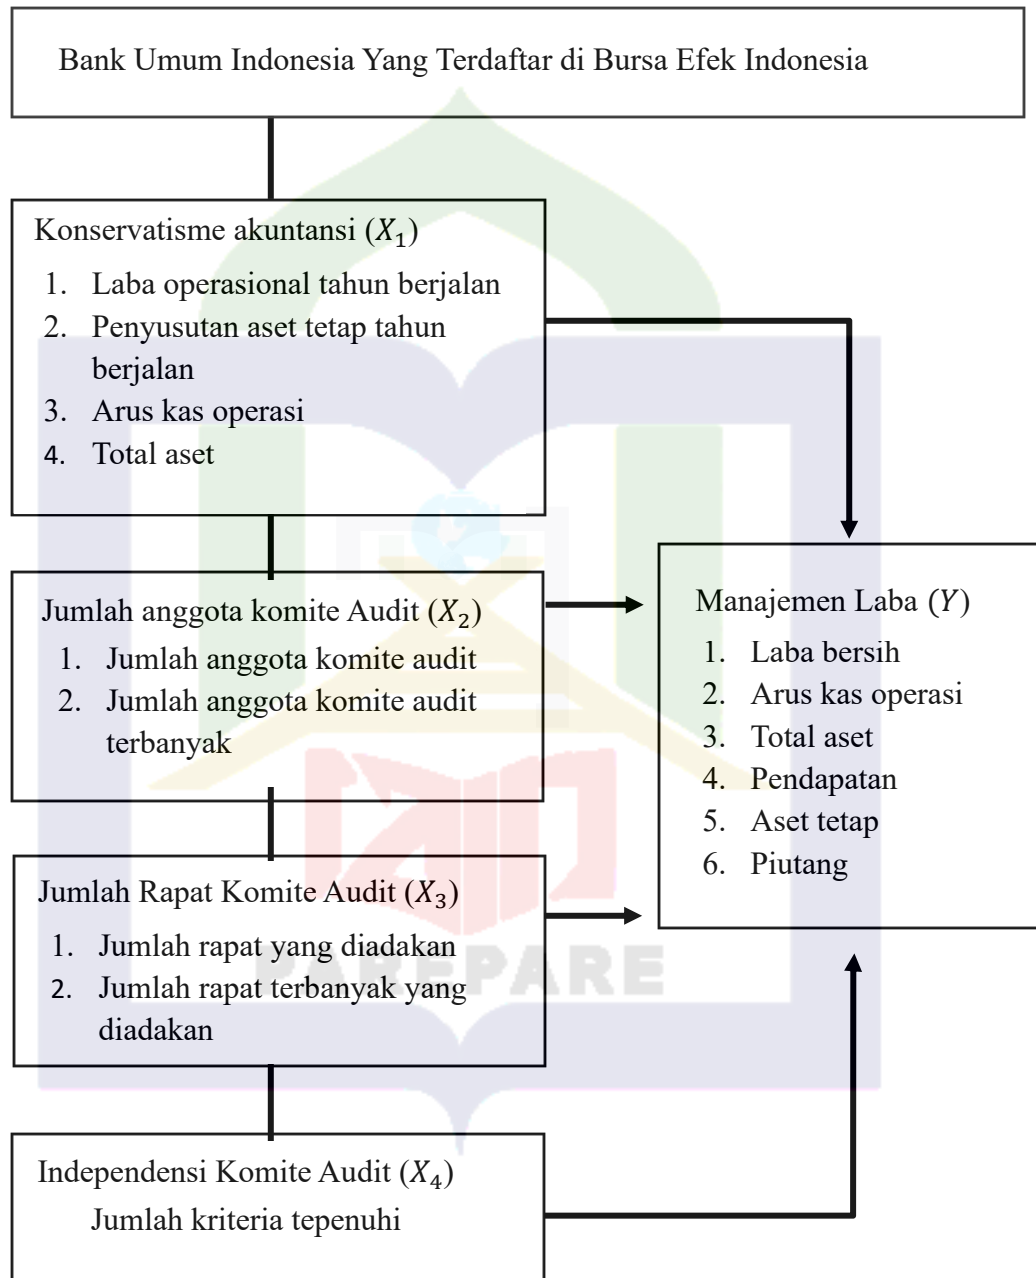 Bank Umum Indonesia Yang Terdaftar di Bursa Efek Indonesia
Konservatisme akuntansi (X₁)
1. Laba operasional tahun berjalan
2. Penyusutan aset tetap tahun
berjalan
3. Arus kas operasi
4. Total aset
Jumlah anggota komite Audit (X₂)
1. Jumlah anggota komite audit
2. Jumlah anggota komite audit
terbanyak
Jumlah Rapat Komite Audit (X₃)
1. Jumlah rapat yang diadakan
2. Jumlah rapat terbanyak yang
diadakan
Independensi Komite Audit (X₄)
Jumlah kriteria tepenuhi
Manajemen Laba (Y)
1. Laba bersih
2. Arus kas operasi
3. Total aset
4. Pendapatan
5. Aset tetap
6. Piutang
PAREPARE